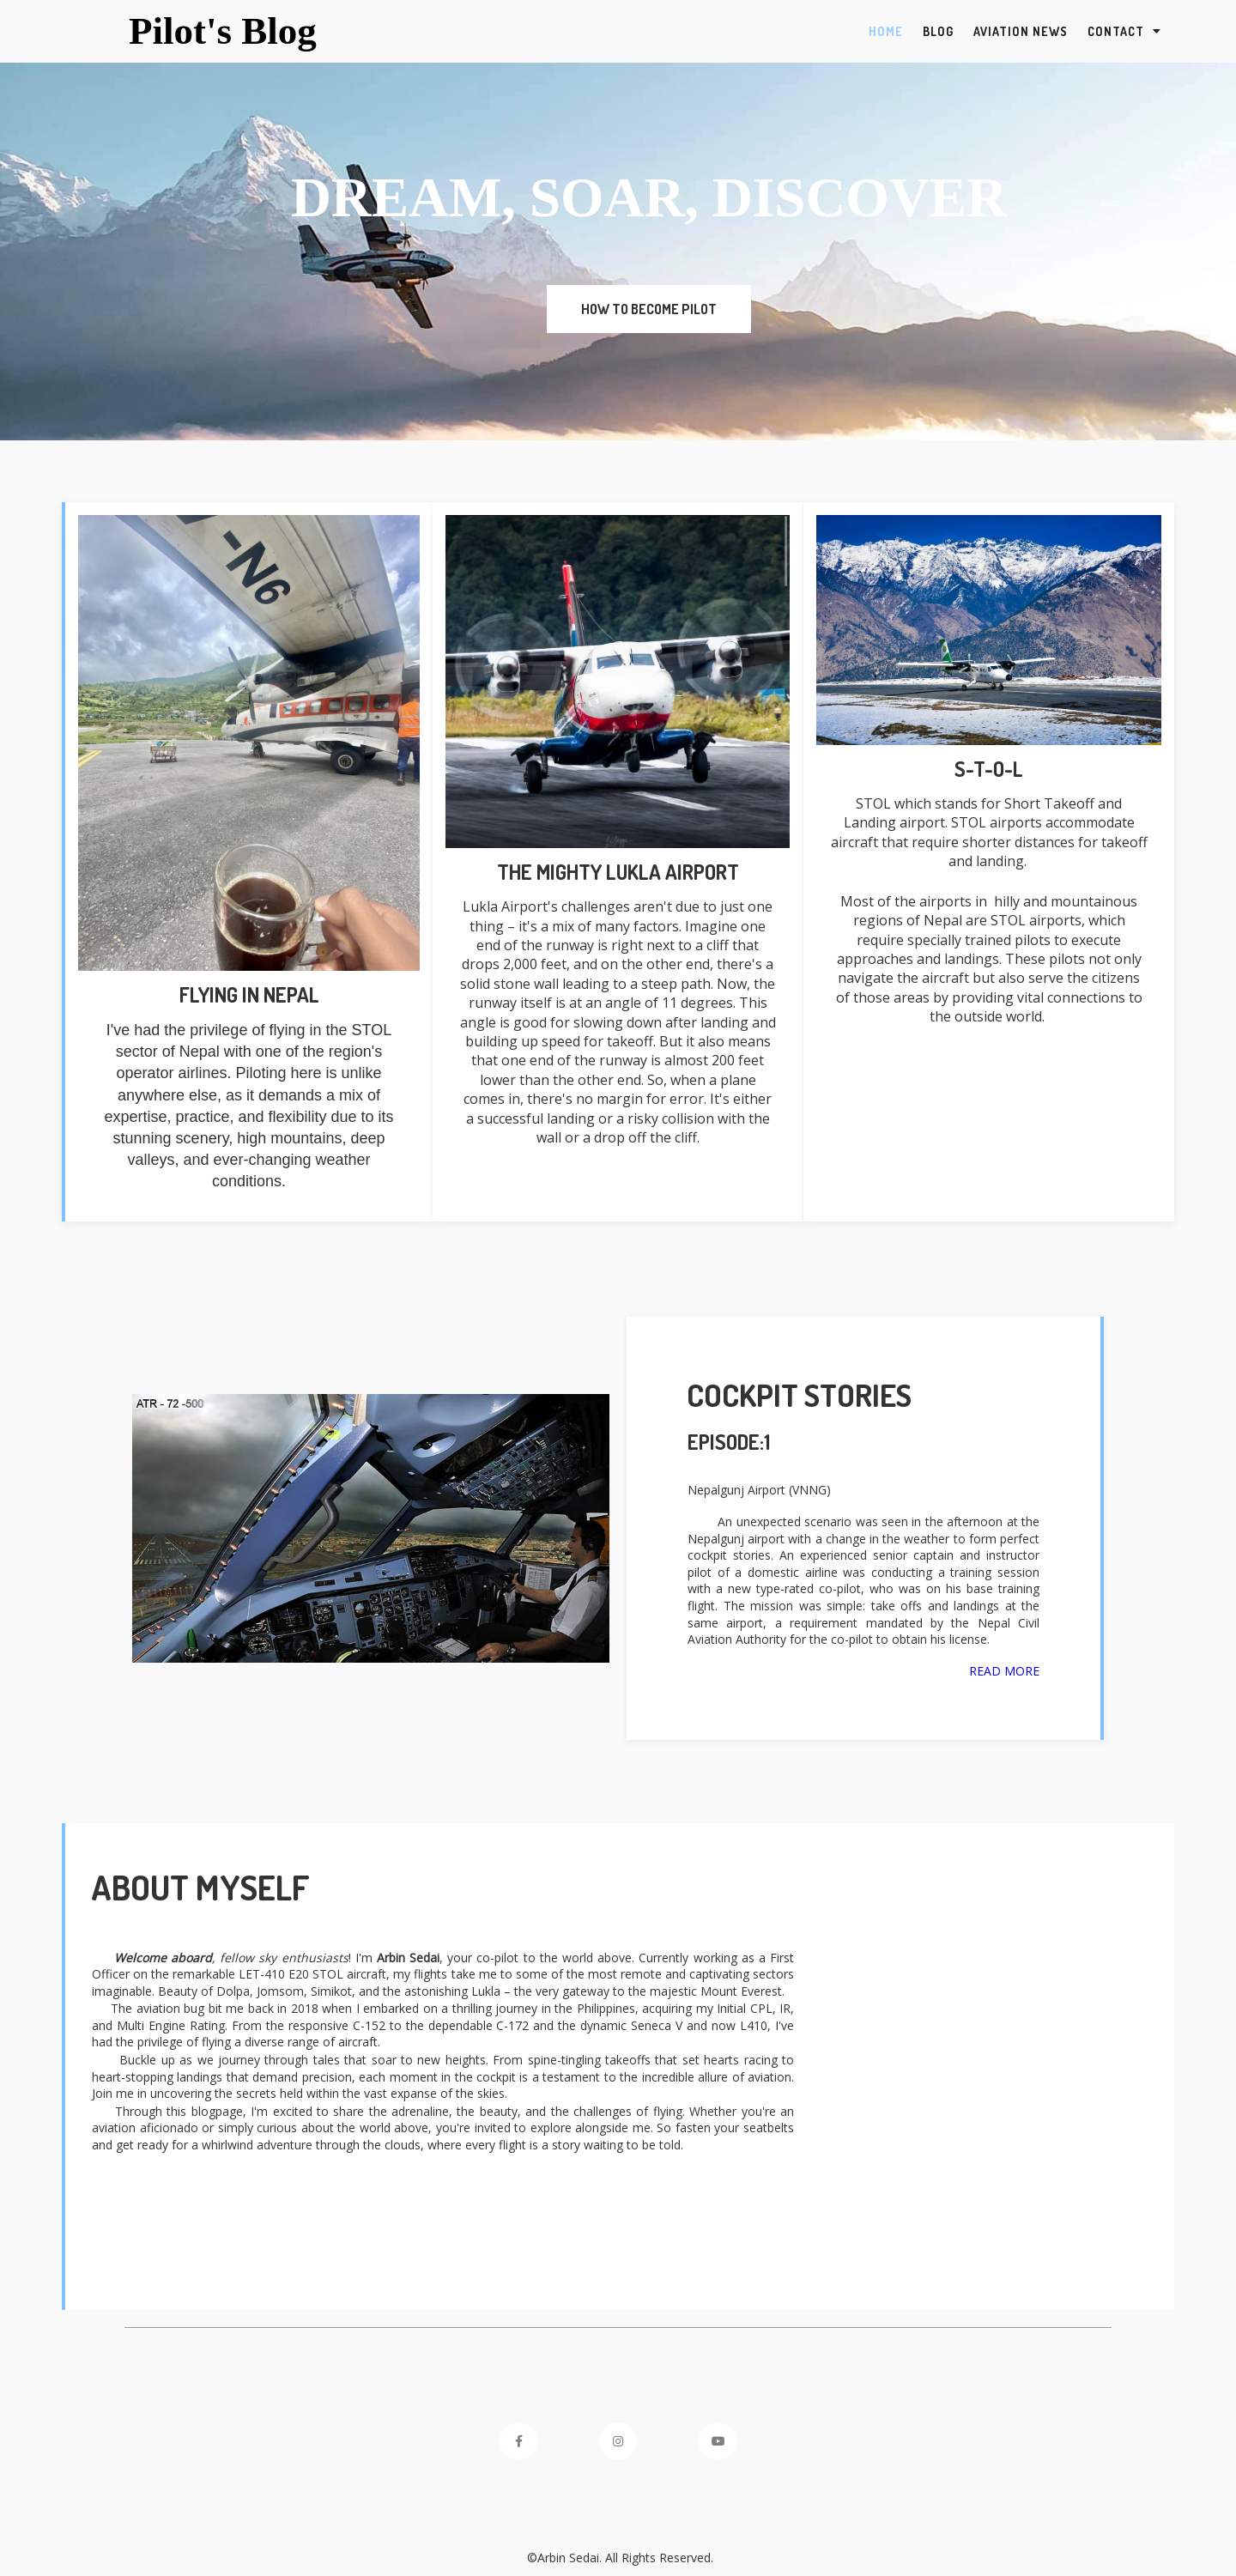 Pilot's Blog
HOME BLOG AVIATION NEWS CONTACT
DREAM, SOAR, DISCOVER
HOW TO BECOME PILOT
-N6
FLYING IN NEPAL
I've had the privilege of flying in the STOL
sector of Nepal with one of the region's
operator airlines. Piloting here is unlike
anywhere else, as it demands a mix of
expertise, practice, and flexibility due to its
stunning scenery, high mountains, deep
valleys, and ever-changing weather
conditions.
THE MIGHTY LUKLA AIRPORT
Lukla Airport's challenges aren't due to just one
thing – it's a mix of many factors. Imagine one
end of the runway is right next to a cliff that
drops 2,000 feet, and on the other end, there's a
solid stone wall leading to a steep path. Now, the
runway itself is at an angle of 11 degrees. This
angle is good for slowing down after landing and
building up speed for takeoff. But it also means
that one end of the runway is almost 200 feet
lower than the other end. So, when a plane
comes in, there's no margin for error. It's either
a successful landing or a risky collision with the
wall or a drop off the cliff.
S-T-O-L
STOL which stands for Short Takeoff and
Landing airport. STOL airports accommodate
aircraft that require shorter distances for takeoff
and landing.
Most of the airports in hilly and mountainous
regions of Nepal are STOL airports, which
require specially trained pilots to execute
approaches and landings. These pilots not only
navigate the aircraft but also serve the citizens
of those areas by providing vital connections to
the outside world.
ATR - 72 -500
COCKPIT STORIES
EPISODE:1
Nepalgunj Airport (VNNG)
An unexpected scenario was seen in the afternoon at the
Nepalgunj airport with a change in the weather to form perfect
cockpit stories. An experienced senior captain and instructor
pilot of a domestic airline was conducting a training session
with a new type-rated co-pilot, who was on his base training
flight. The mission was simple: take offs and landings at the
same airport, a requirement mandated by the Nepal Civil
Aviation Authority for the co-pilot to obtain his license.
READ MORE
ABOUT MYSELF
Welcome aboard, fellow sky enthusiasts! I'm Arbin Sedai, your co-pilot to the world above. Currently working as a First
Officer on the remarkable LET-410 E20 STOL aircraft, my flights take me to some of the most remote and captivating sectors
imaginable. Beauty of Dolpa, Jomsom, Simikot, and the astonishing Lukla – the very gateway to the majestic Mount Everest.
The aviation bug bit me back in 2018 when I embarked on a thrilling journey in the Philippines, acquiring my Initial CPL, IR,
and Multi Engine Rating. From the responsive C-152 to the dependable C-172 and the dynamic Seneca V and now L410, I've
had the privilege of flying a diverse range of aircraft.
Buckle up as we journey through tales that soar to new heights. From spine-tingling takeoffs that set hearts racing to
heart-stopping landings that demand precision, each moment in the cockpit is a testament to the incredible allure of aviation.
Join me in uncovering the secrets held within the vast expanse of the skies.
Through this blogpage, I'm excited to share the adrenaline, the beauty, and the challenges of flying. Whether you're an
aviation aficionado or simply curious about the world above, you're invited to explore alongside me. So fasten your seatbelts
and get ready for a whirlwind adventure through the clouds, where every flight is a story waiting to be told.
©Arbin Sedai. All Rights Reserved.